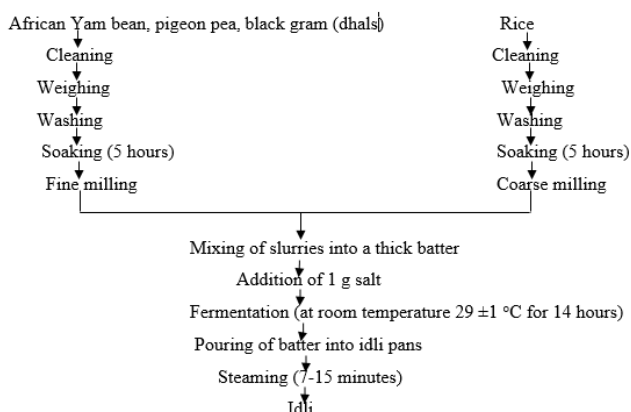 African Yam bean, pigeon pea, black gram (dhals)
Cleaning
Weighing
Washing
Soaking (5 hours)
Fine milling
Rice
Cleaning
Weighing
Washing
Soaking (5 hours)
Coarse milling
Mixing of slurries into a thick batter
Addition of 1 g salt
Fermentation (at room temperature 29 ±1 °C for 14 hours)
Pouring of batter into idli pans
Steaming (7-15 minutes)
Idli